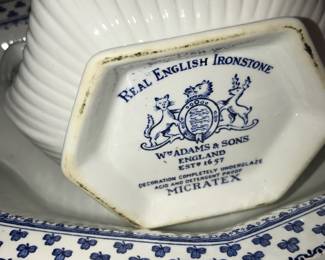 REAL ENGLISH IRONSTONE
Wᴹ ADAMS & SONS
ENGLAND
ESTᴰ 1657
DECORATION COMPLETELY UNDERGLAZE
ACID AND DETERGENT PROOF
MICRATEX